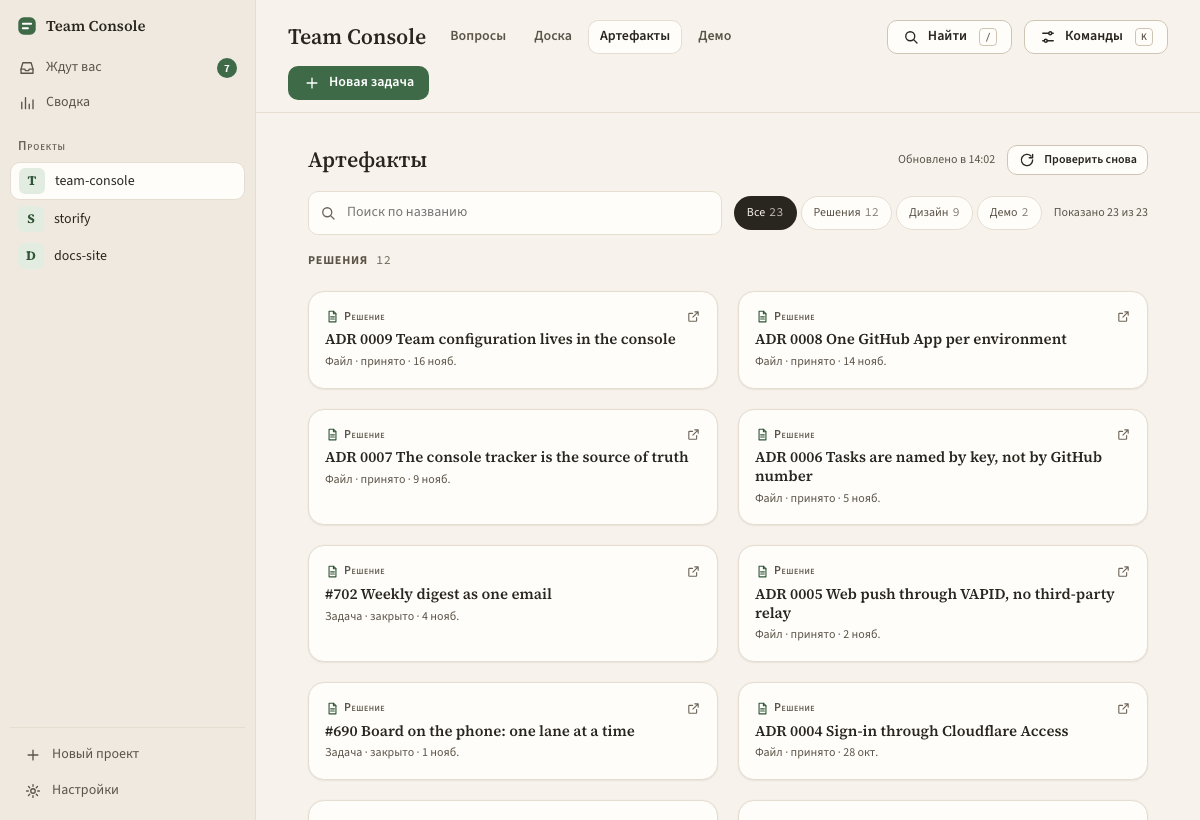 Team Console
Ждут вас 7
Сводка
Проекты
T team-console
S storify
D docs-site
Новый проект
Настройки
Team Console Вопросы Доска Артефакты Демо Найти / Команды K
Новая задача
Артефакты Обновлено в 14:02 Проверить снова
Поиск по названию Все 23 Решения 12 Дизайн 9 Демо 2 Показано 23 из 23
РЕШЕНИЯ 12
Решение
ADR 0009 Team configuration lives in the console
Файл · принято · 16 нояб.
Решение
ADR 0008 One GitHub App per environment
Файл · принято · 14 нояб.
Решение
ADR 0007 The console tracker is the source of truth
Файл · принято · 9 нояб.
Решение
ADR 0006 Tasks are named by key, not by GitHub
number
Файл · принято · 5 нояб.
Решение
#702 Weekly digest as one email
Задача · закрыто · 4 нояб.
Решение
ADR 0005 Web push through VAPID, no third-party
relay
Файл · принято · 2 нояб.
Решение
#690 Board on the phone: one lane at a time
Задача · закрыто · 1 нояб.
Решение
ADR 0004 Sign-in through Cloudflare Access
Файл · принято · 28 окт.